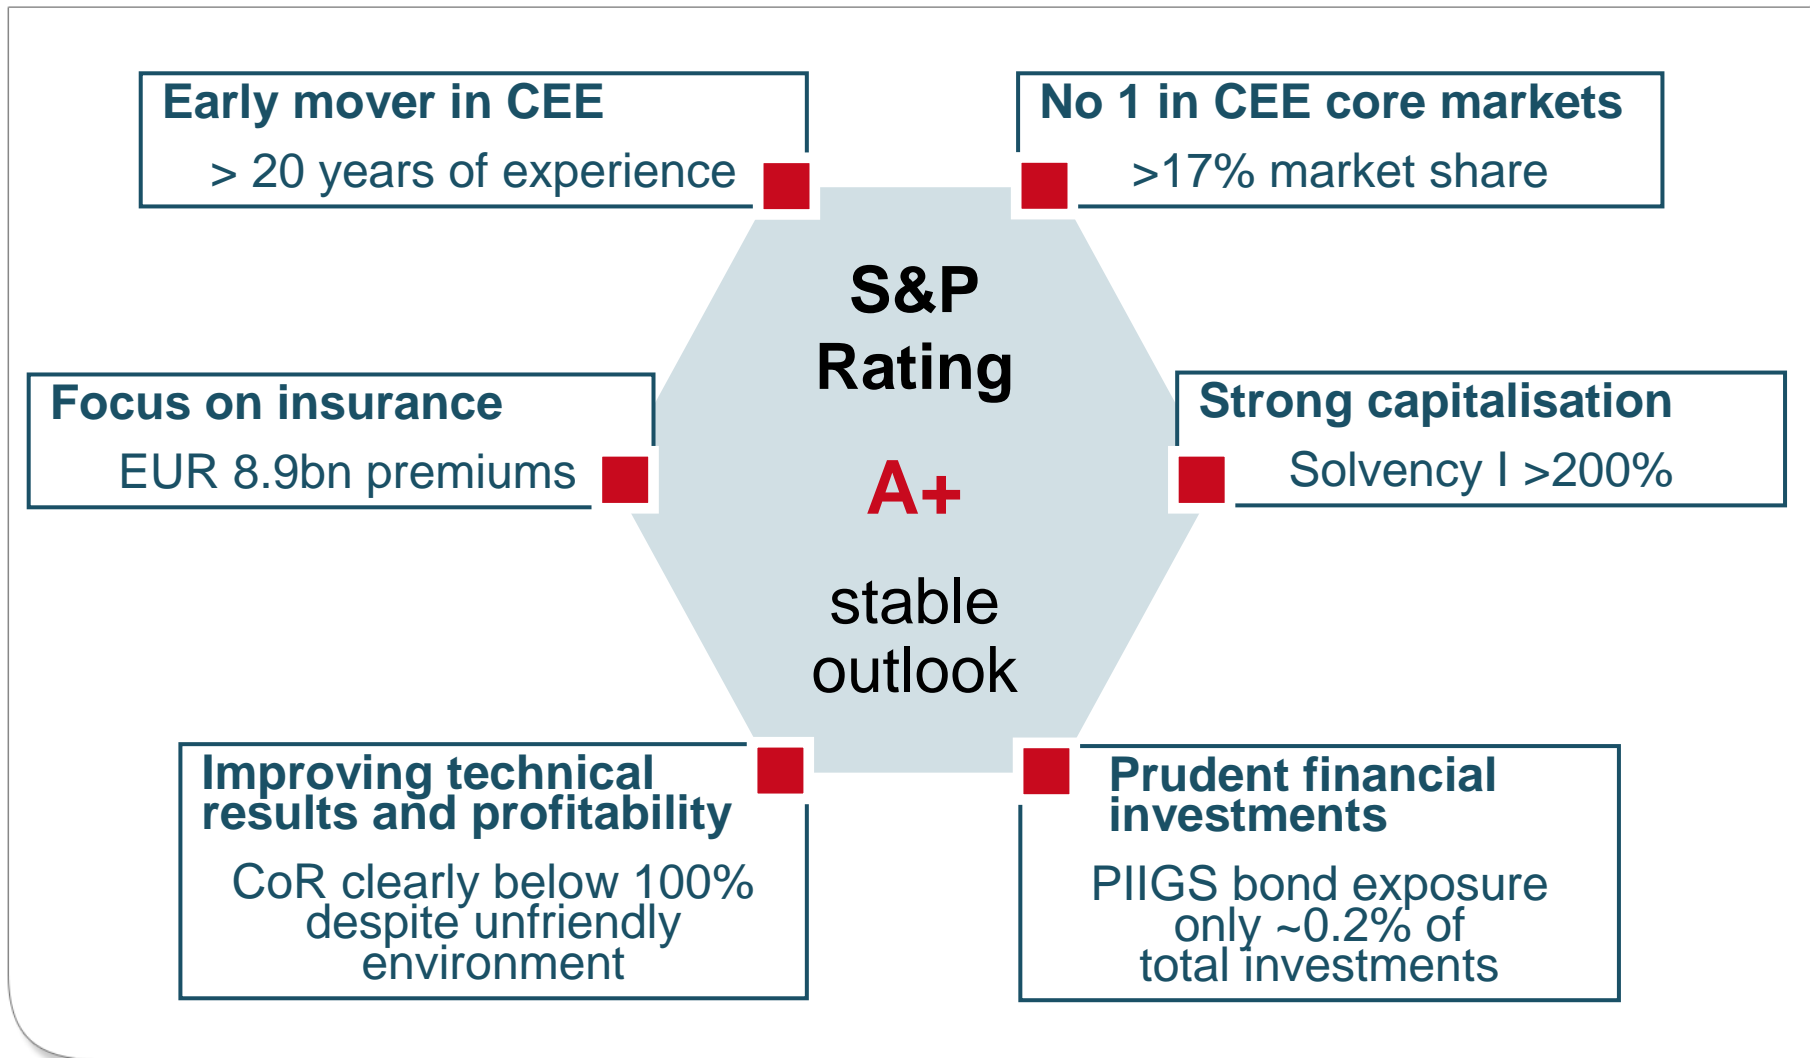 Early mover in CEE
> 20 years of experience
No 1 in CEE core markets
>17% market share
S&P
Rating
A+
stable
outlook
Focus on insurance
EUR 8.9bn premiums
Strong capitalisation
Solvency I >200%
Improving technical
results and profitability
CoR clearly below 100%
despite unfriendly
environment
Prudent financial
investments
PIIGS bond exposure
only ~0.2% of
total investments